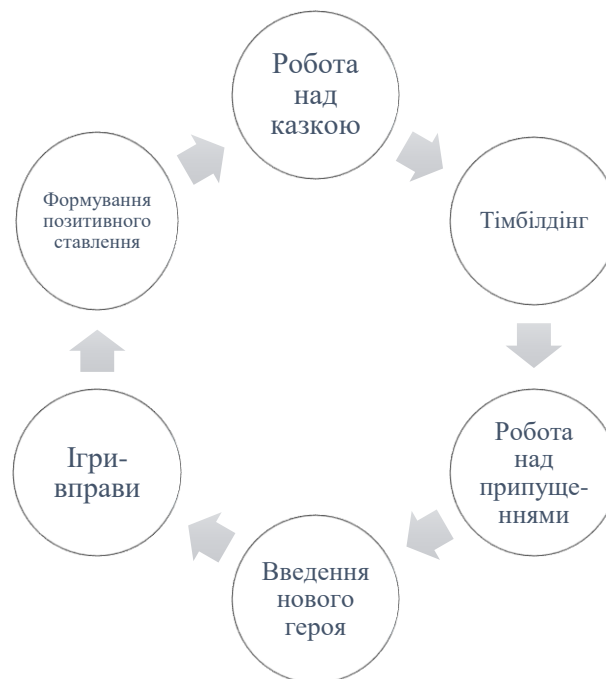 Робота
над
казкою
Тімбілдінг
Робота
над
припуще-
ннями
Введення
нового
героя
Ігри-
вправи
Формування
позитивного
ставлення